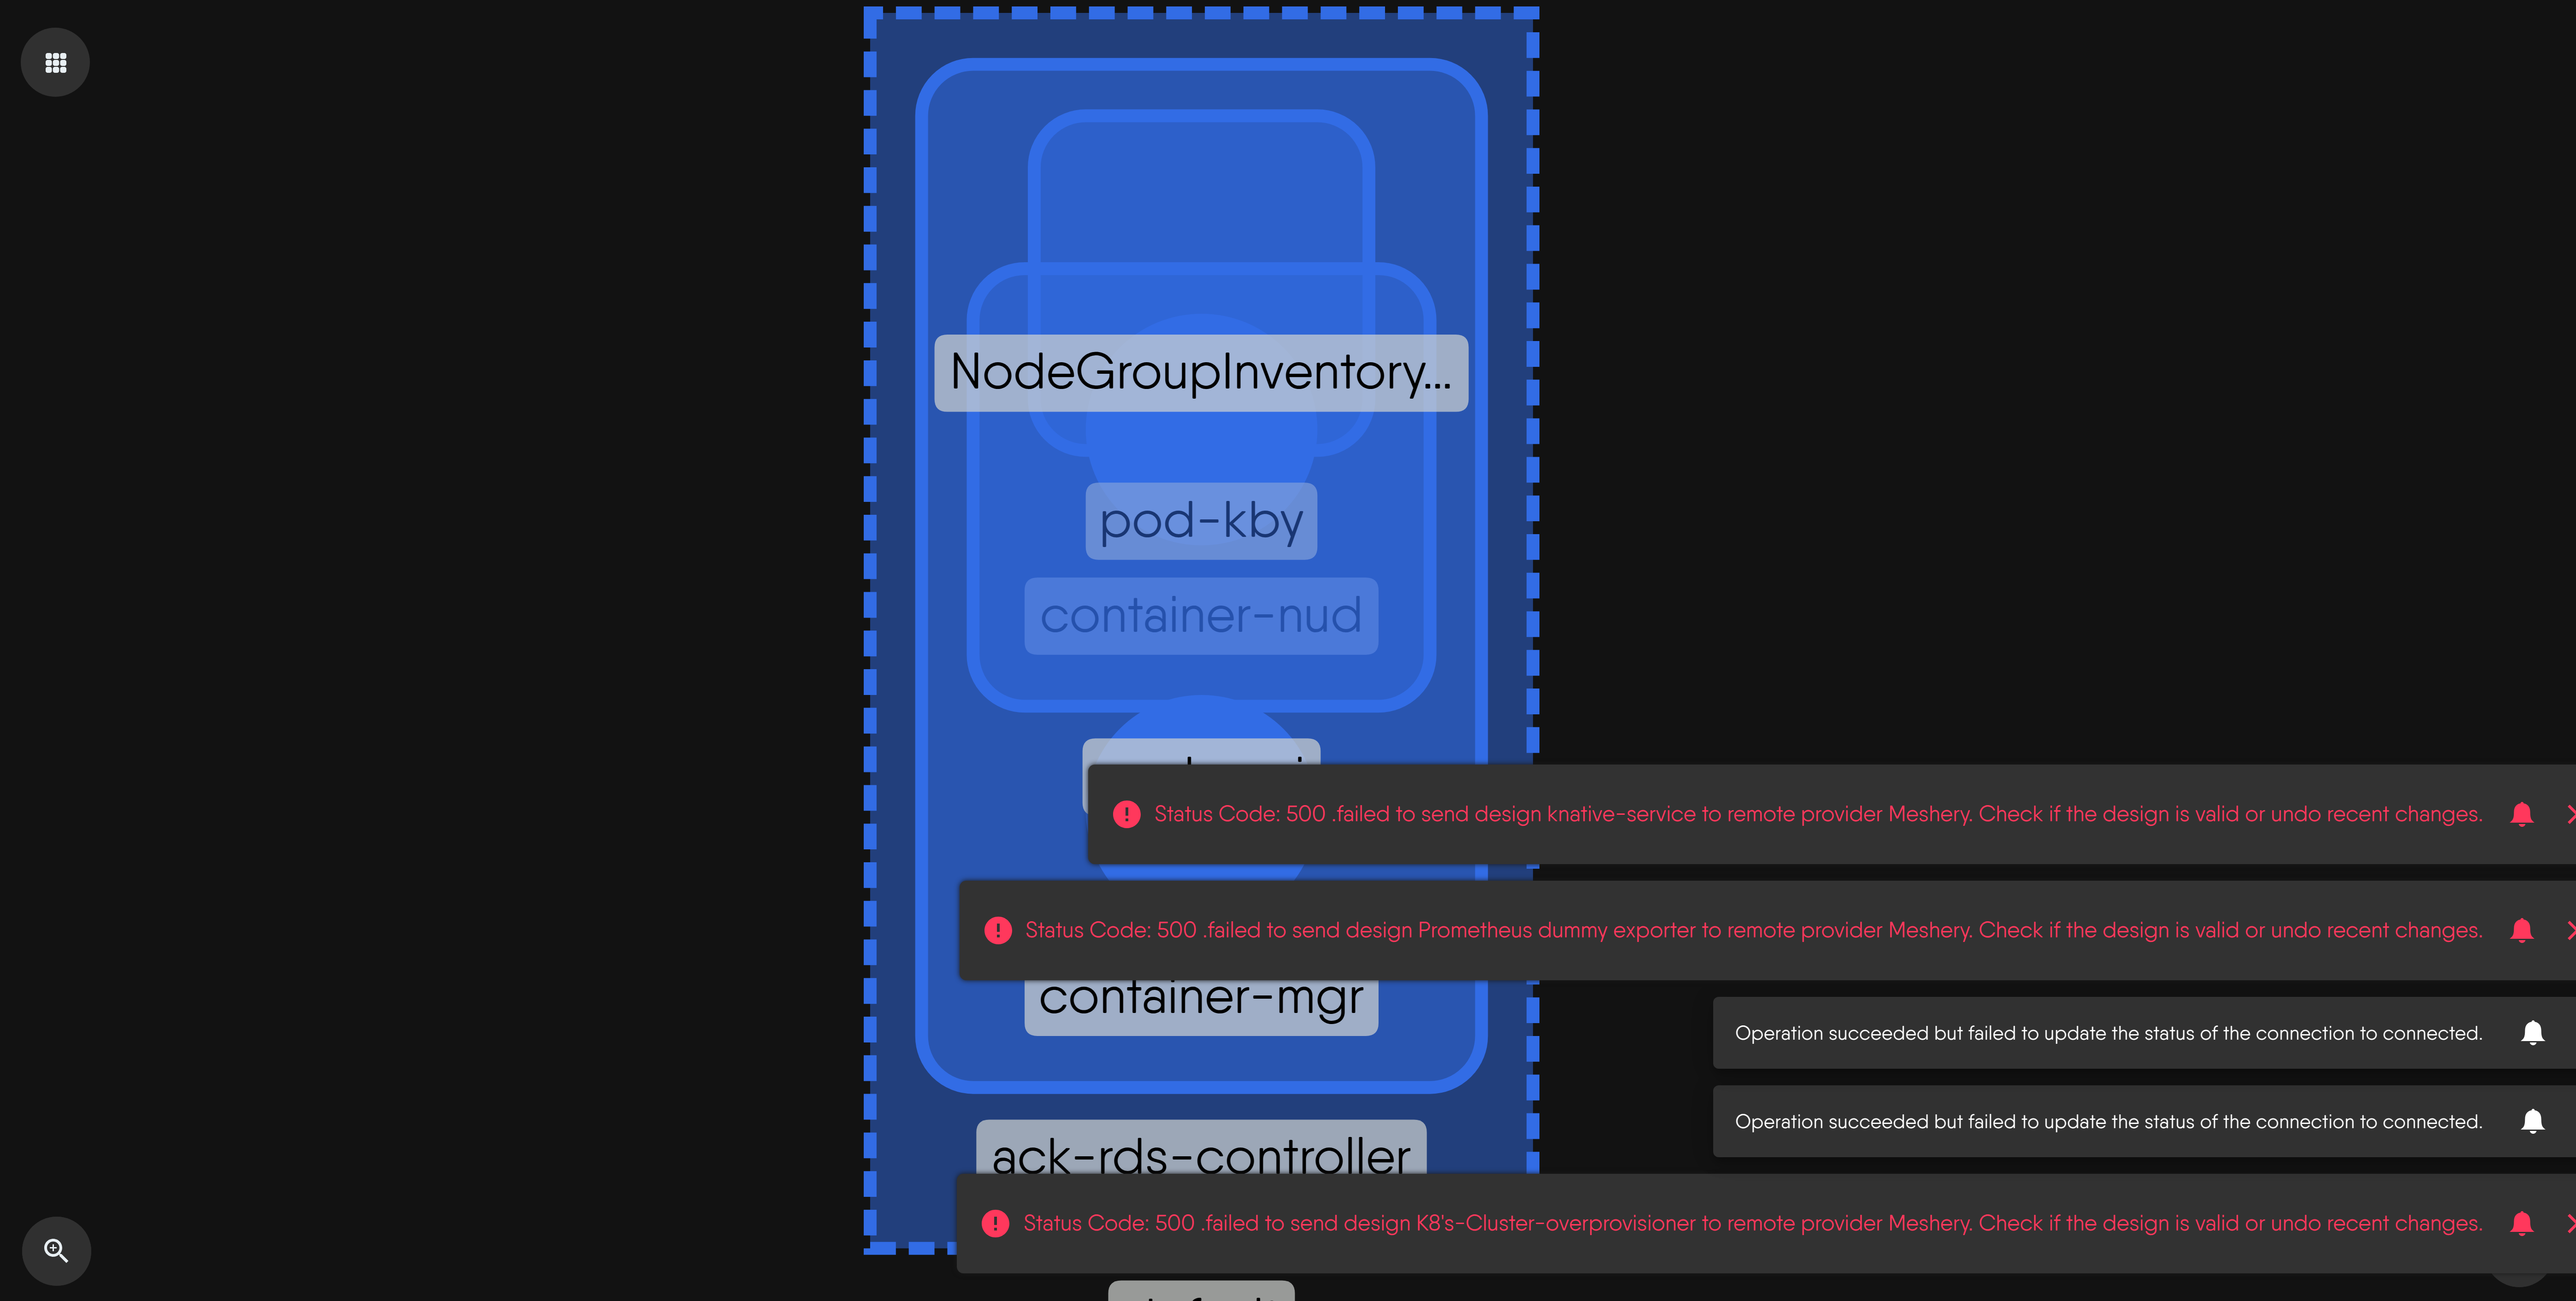 NodeGroupInventory...
pod-kby
container-nud
Status Code: 500 .failed to send design knative-service to remote provider Meshery. Check if the design is valid or undo recent changes.
Status Code: 500 .failed to send design Prometheus dummy exporter to remote provider Meshery. Check if the design is valid or undo recent changes.
container-mgr
Operation succeeded but failed to update the status of the connection to connected.
Operation succeeded but failed to update the status of the connection to connected.
ack-rds-controller
Status Code: 500 .failed to send design K8's-Cluster-overprovisioner to remote provider Meshery. Check if the design is valid or undo recent changes.